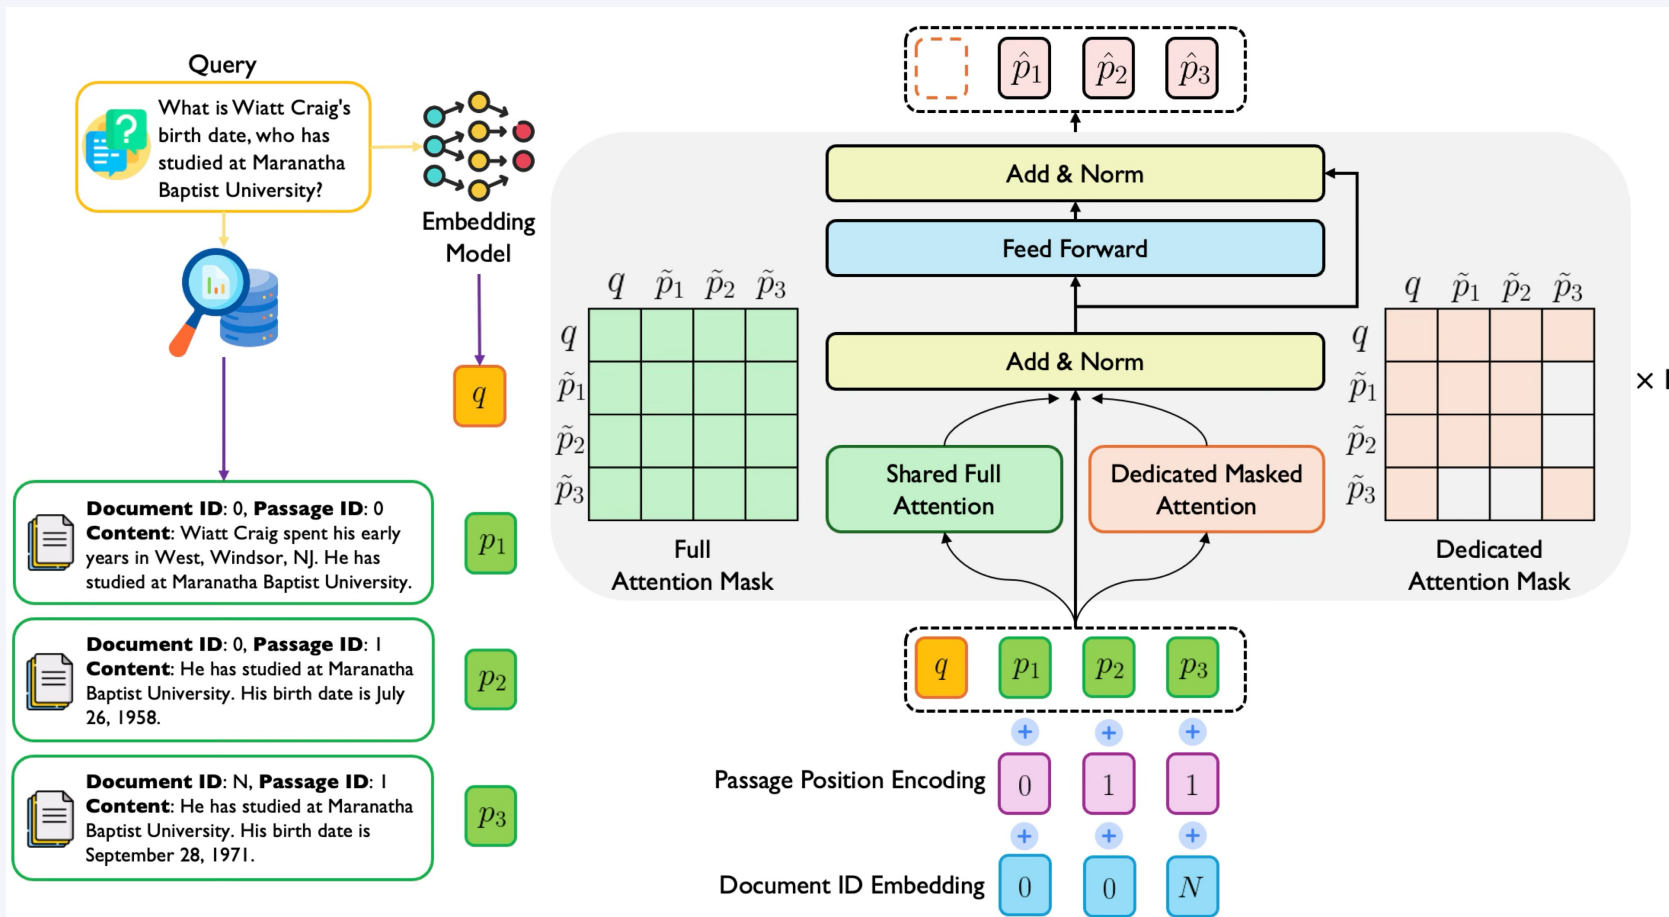 Query
What is Wiatt Craig's
birth date, who has
studied at Maranatha
Baptist University?
Embedding
Model
q
Document ID: 0, Passage ID: 0
Content: Wiatt Craig spent his early
years in West, Windsor, NJ. He has
studied at Maranatha Baptist University.
p₁
Document ID: 0, Passage ID: 1
Content: He has studied at Maranatha
Baptist University. His birth date is July
26, 1958.
p₂
Document ID: N, Passage ID: 1
Content: He has studied at Maranatha
Baptist University. His birth date is
September 28, 1971.
p₃
p̂₁ p̂₂ p̂₃
Add & Norm
Feed Forward
Add & Norm
Shared Full
Attention
Dedicated Masked
Attention
q p̃₁ p̃₂ p̃₃
q
p̃₁
p̃₂
p̃₃
Full
Attention Mask
q p̃₁ p̃₂ p̃₃
q
p̃₁
p̃₂
p̃₃
Dedicated
Attention Mask
×
q p₁ p₂ p₃
+ + +
Passage Position Encoding 0 1 1
+ + +
Document ID Embedding 0 0 N